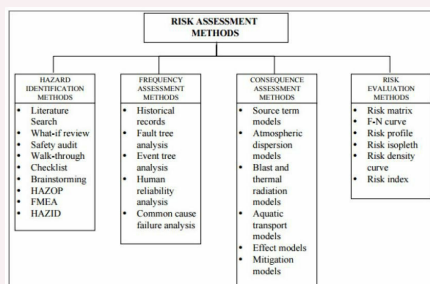 RISK ASSESSMENT
METHODS
HAZARD
IDENTIFICATION
METHODS
• Literature
Search
• What-if review
• Safety audit
• Walk-through
• Checklist
• Brainstorming
• HAZOP
• FMEA
• HAZID
FREQUENCY
ASSESSMENT
METHODS
• Historical
records
• Fault tree
analysis
• Event tree
analysis
• Human
reliability
analysis
• Common cause
failure analysis
CONSEQUENCE
ASSESSMENT
METHODS
• Source term
models
• Atmospheric
dispersion
models
• Blast and
thermal
radiation
models
• Aquatic
transport
models
• Effect models
• Mitigation
models
RISK
EVALUATION
METHODS
• Risk matrix
• F-N curve
• Risk profile
• Risk isopleth
• Risk density
curve
• Risk index